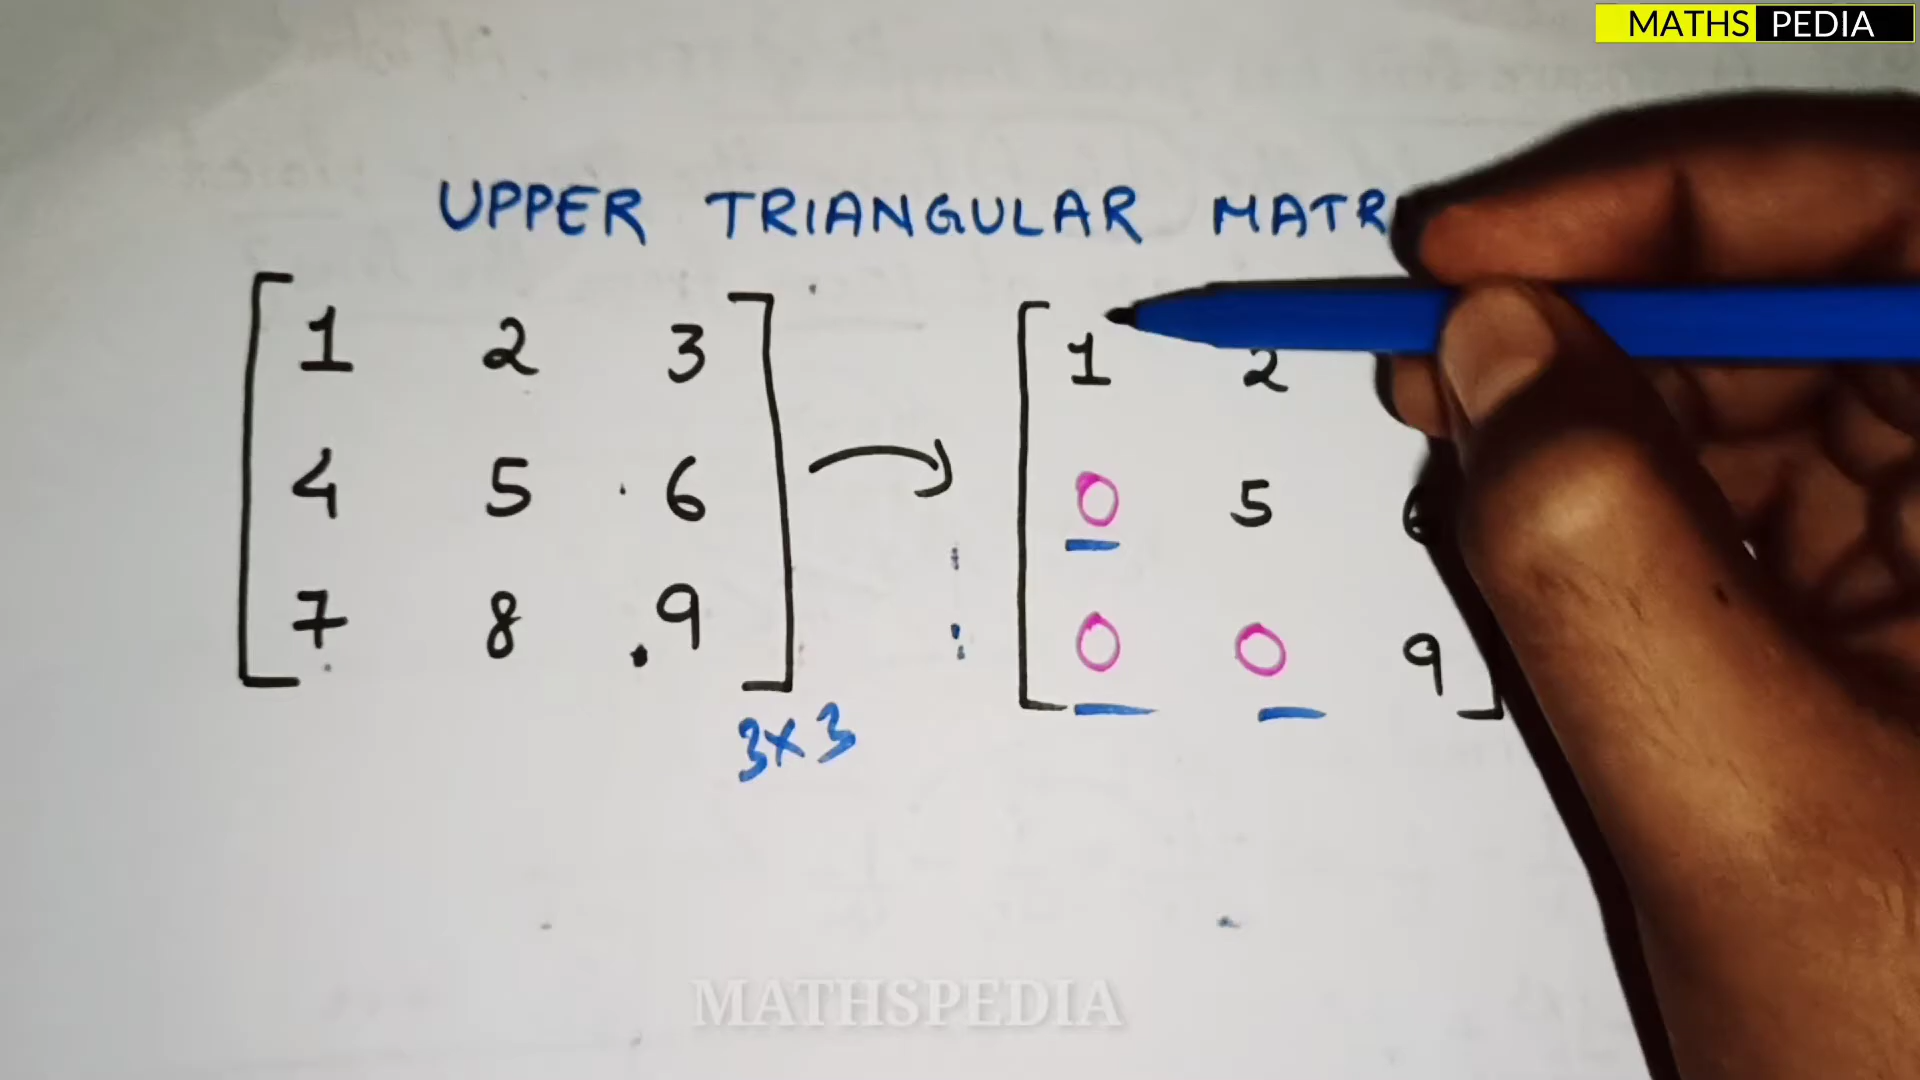 MATHS PEDIA
UPPER TRIANGULAR MATR
1 2 3 1 2
4 5 6 0 5
7 8 9 0 0 9
3×3
MATHSPEDIA